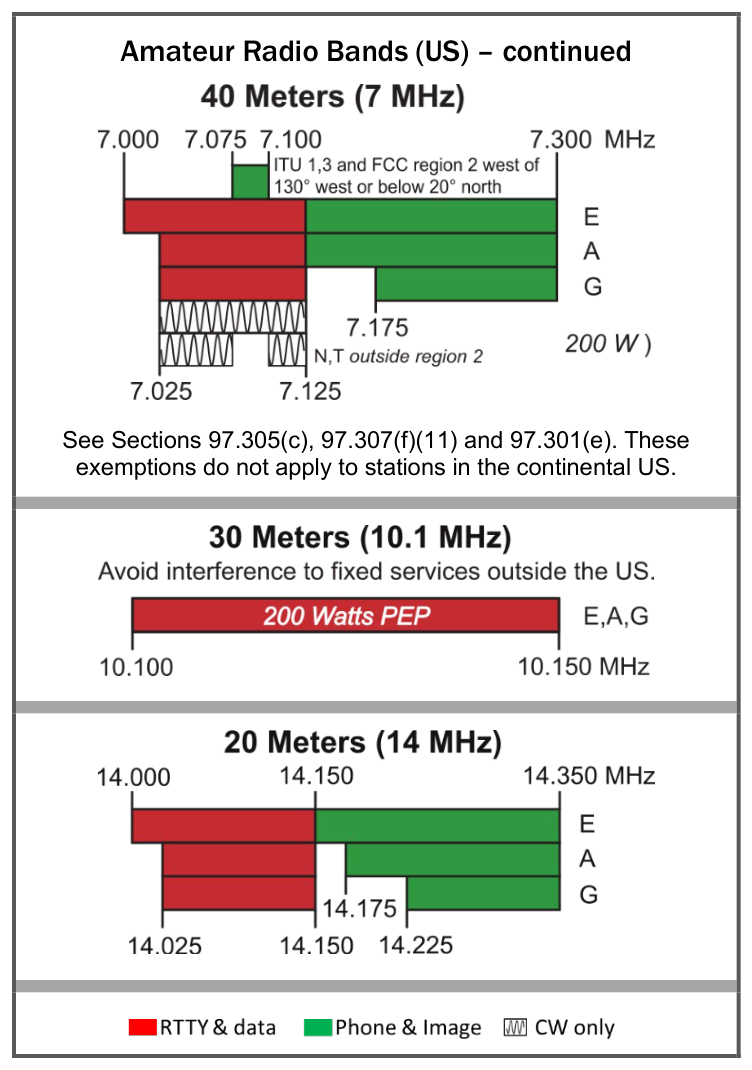 Amateur Radio Bands (US) – continued
40 Meters (7 MHz)
7.000 7.075 7.100 7.300 MHz
ITU 1,3 and FCC region 2 west of
130° west or below 20° north
E
A
G
7.175
200 W )
N,T outside region 2
7.025 7.125
See Sections 97.305(c), 97.307(f)(11) and 97.301(e). These
exemptions do not apply to stations in the continental US.
30 Meters (10.1 MHz)
Avoid interference to fixed services outside the US.
200 Watts PEP E,A,G
10.100 10.150 MHz
20 Meters (14 MHz)
14.000 14.150 14.350 MHz
E
A
G
14.175
14.025 14.150 14.225
RTTY & data Phone & Image CW only